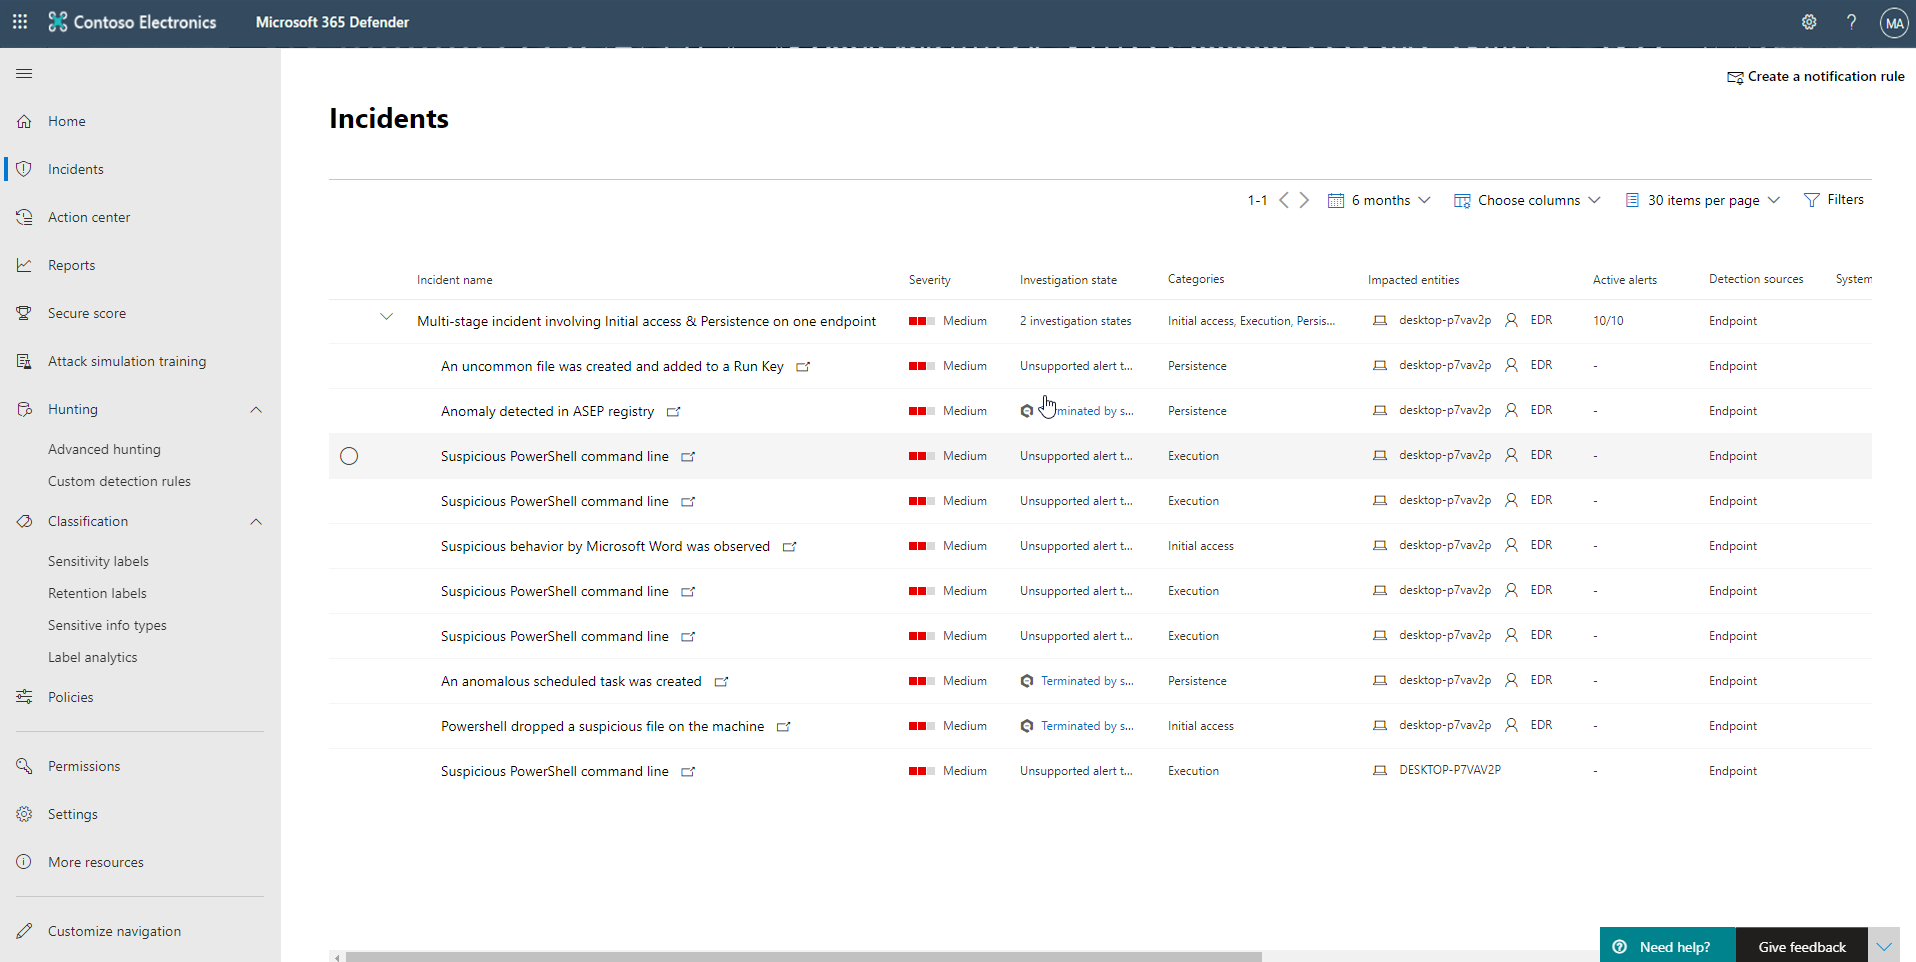 Contoso Electronics Microsoft 365 Defender ? MA
Create a notification rule
Home
Incidents
Action center
Reports
Secure score
Attack simulation training
Hunting
Advanced hunting
Custom detection rules
Classification
Sensitivity labels
Retention labels
Sensitive info types
Label analytics
Policies
Permissions
Settings
More resources
Customize navigation
Incidents
1-1 6 months Choose columns 30 items per page Filters
Incident name Severity Investigation state Categories Impacted entities Active alerts Detection sources System
Multi-stage incident involving Initial access & Persistence on one endpoint Medium 2 investigation states Initial access, Execution, Persis... desktop-p7vav2p EDR 10/10 Endpoint
An uncommon file was created and added to a Run Key Medium Unsupported alert t... Persistence desktop-p7vav2p EDR - Endpoint
Anomaly detected in ASEP registry Medium minated by s... Persistence desktop-p7vav2p EDR - Endpoint
Suspicious PowerShell command line Medium Unsupported alert t... Execution desktop-p7vav2p EDR - Endpoint
Suspicious PowerShell command line Medium Unsupported alert t... Execution desktop-p7vav2p EDR - Endpoint
Suspicious behavior by Microsoft Word was observed Medium Unsupported alert t... Initial access desktop-p7vav2p EDR - Endpoint
Suspicious PowerShell command line Medium Unsupported alert t... Execution desktop-p7vav2p EDR - Endpoint
Suspicious PowerShell command line Medium Unsupported alert t... Execution desktop-p7vav2p EDR - Endpoint
An anomalous scheduled task was created Medium Terminated by s... Persistence desktop-p7vav2p EDR - Endpoint
Powershell dropped a suspicious file on the machine Medium Terminated by s... Initial access desktop-p7vav2p EDR - Endpoint
Suspicious PowerShell command line Medium Unsupported alert t... Execution DESKTOP-P7VAV2P - Endpoint
Need help? Give feedback